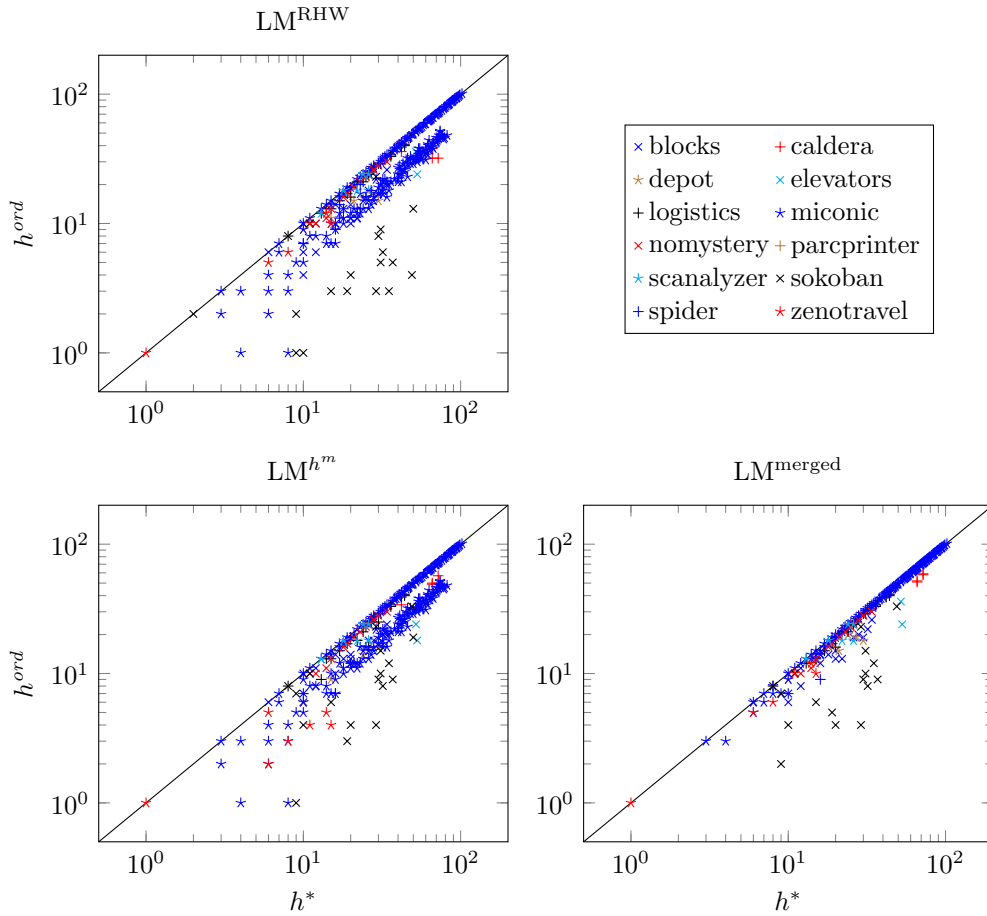 LM^RHW
h^ord
10^2
10^1
10^0
10^0 10^1 10^2
blocks caldera
depot elevators
logistics miconic
nomystery parcprinter
scanalyzer sokoban
spider zenotravel
LM^h^m
h^ord
10^2
10^1
10^0
10^0 10^1 10^2
h*
LM^merged
10^2
10^1
10^0
10^0 10^1 10^2
h*